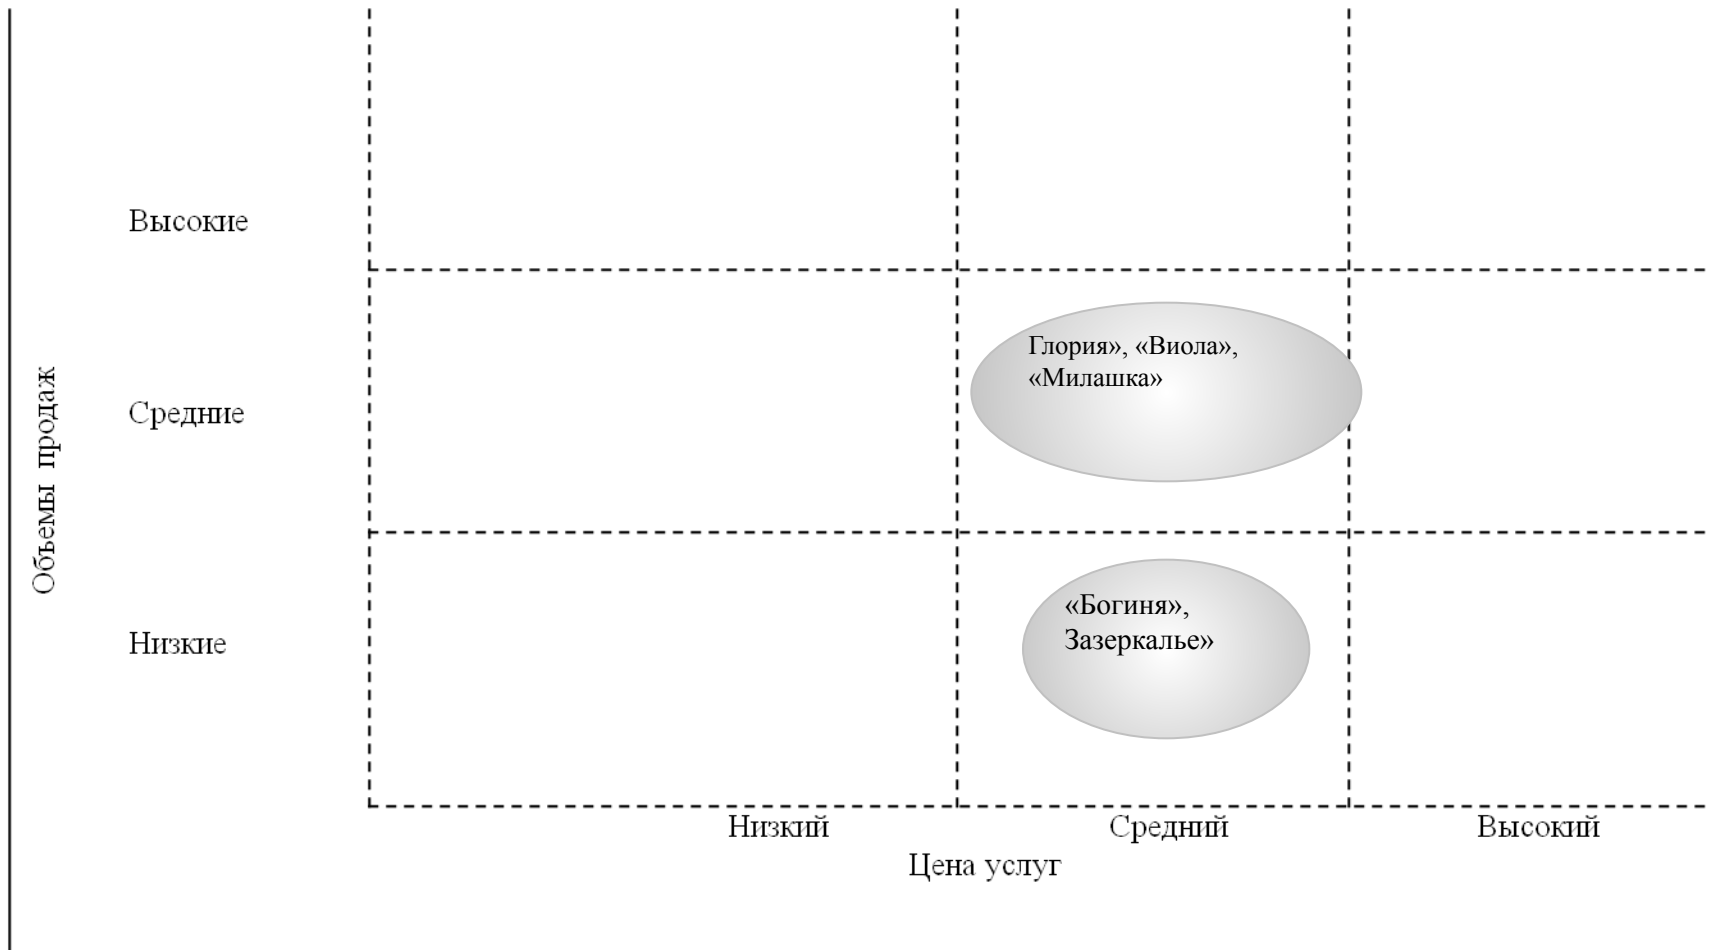 Высокие
Глория», «Виола»,
«Милашка»
Объемы продаж
Средние
«Богиня»,
Зазеркалье»
Низкие
Низкий Средний Высокий
Цена услуг